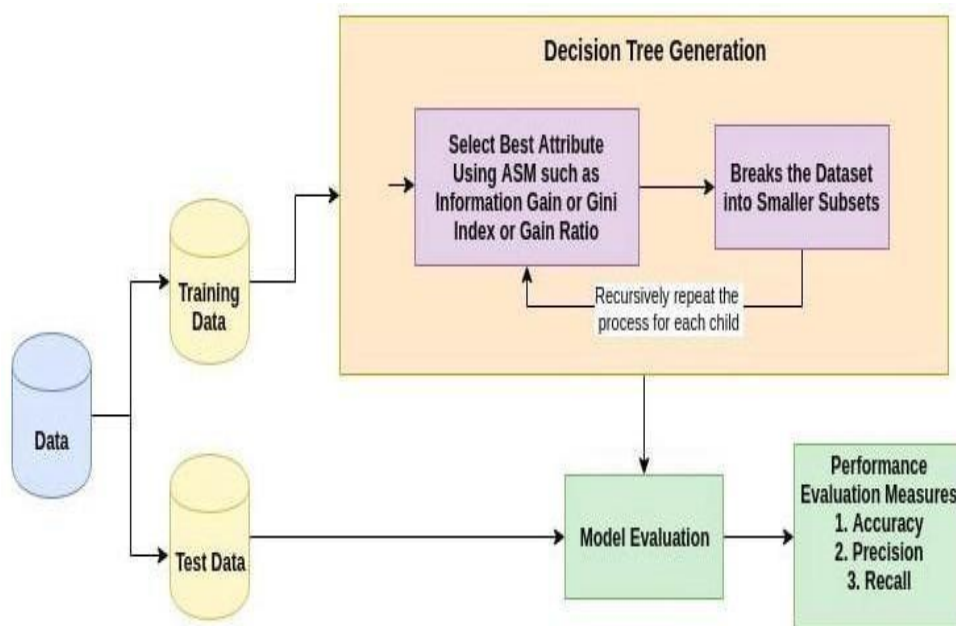 Decision Tree Generation
Select Best Attribute
Using ASM such as
Information Gain or Gini
Index or Gain Ratio
Breaks the Dataset
into Smaller Subsets
Recursively repeat the
process for each child
Training
Data
Data
Test Data
Model Evaluation
Performance
Evaluation Measures
1. Accuracy
2. Precision
3. Recall